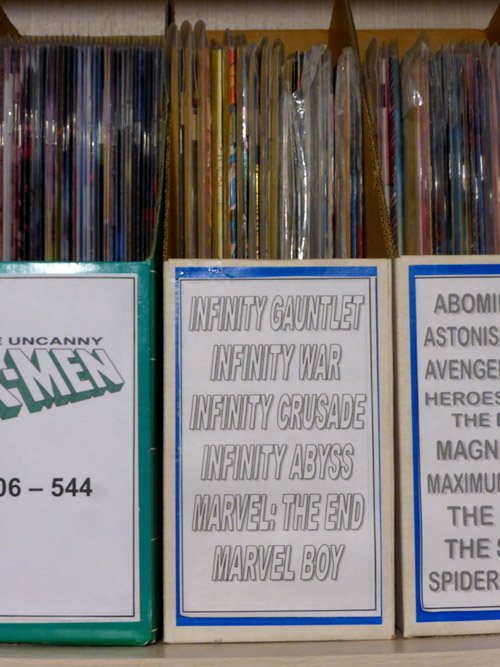 UNCANNY
X-MEN
06 – 544
INFINITY GAUNTLET
INFINITY WAR
INFINITY CRUSADE
INFINITY ABYSS
MARVEL: THE END
MARVEL BOY
ABOMI
ASTONIS
AVENGE
HEROES
THE
MAGN
MAXIMU
THE
THE S
SPIDER